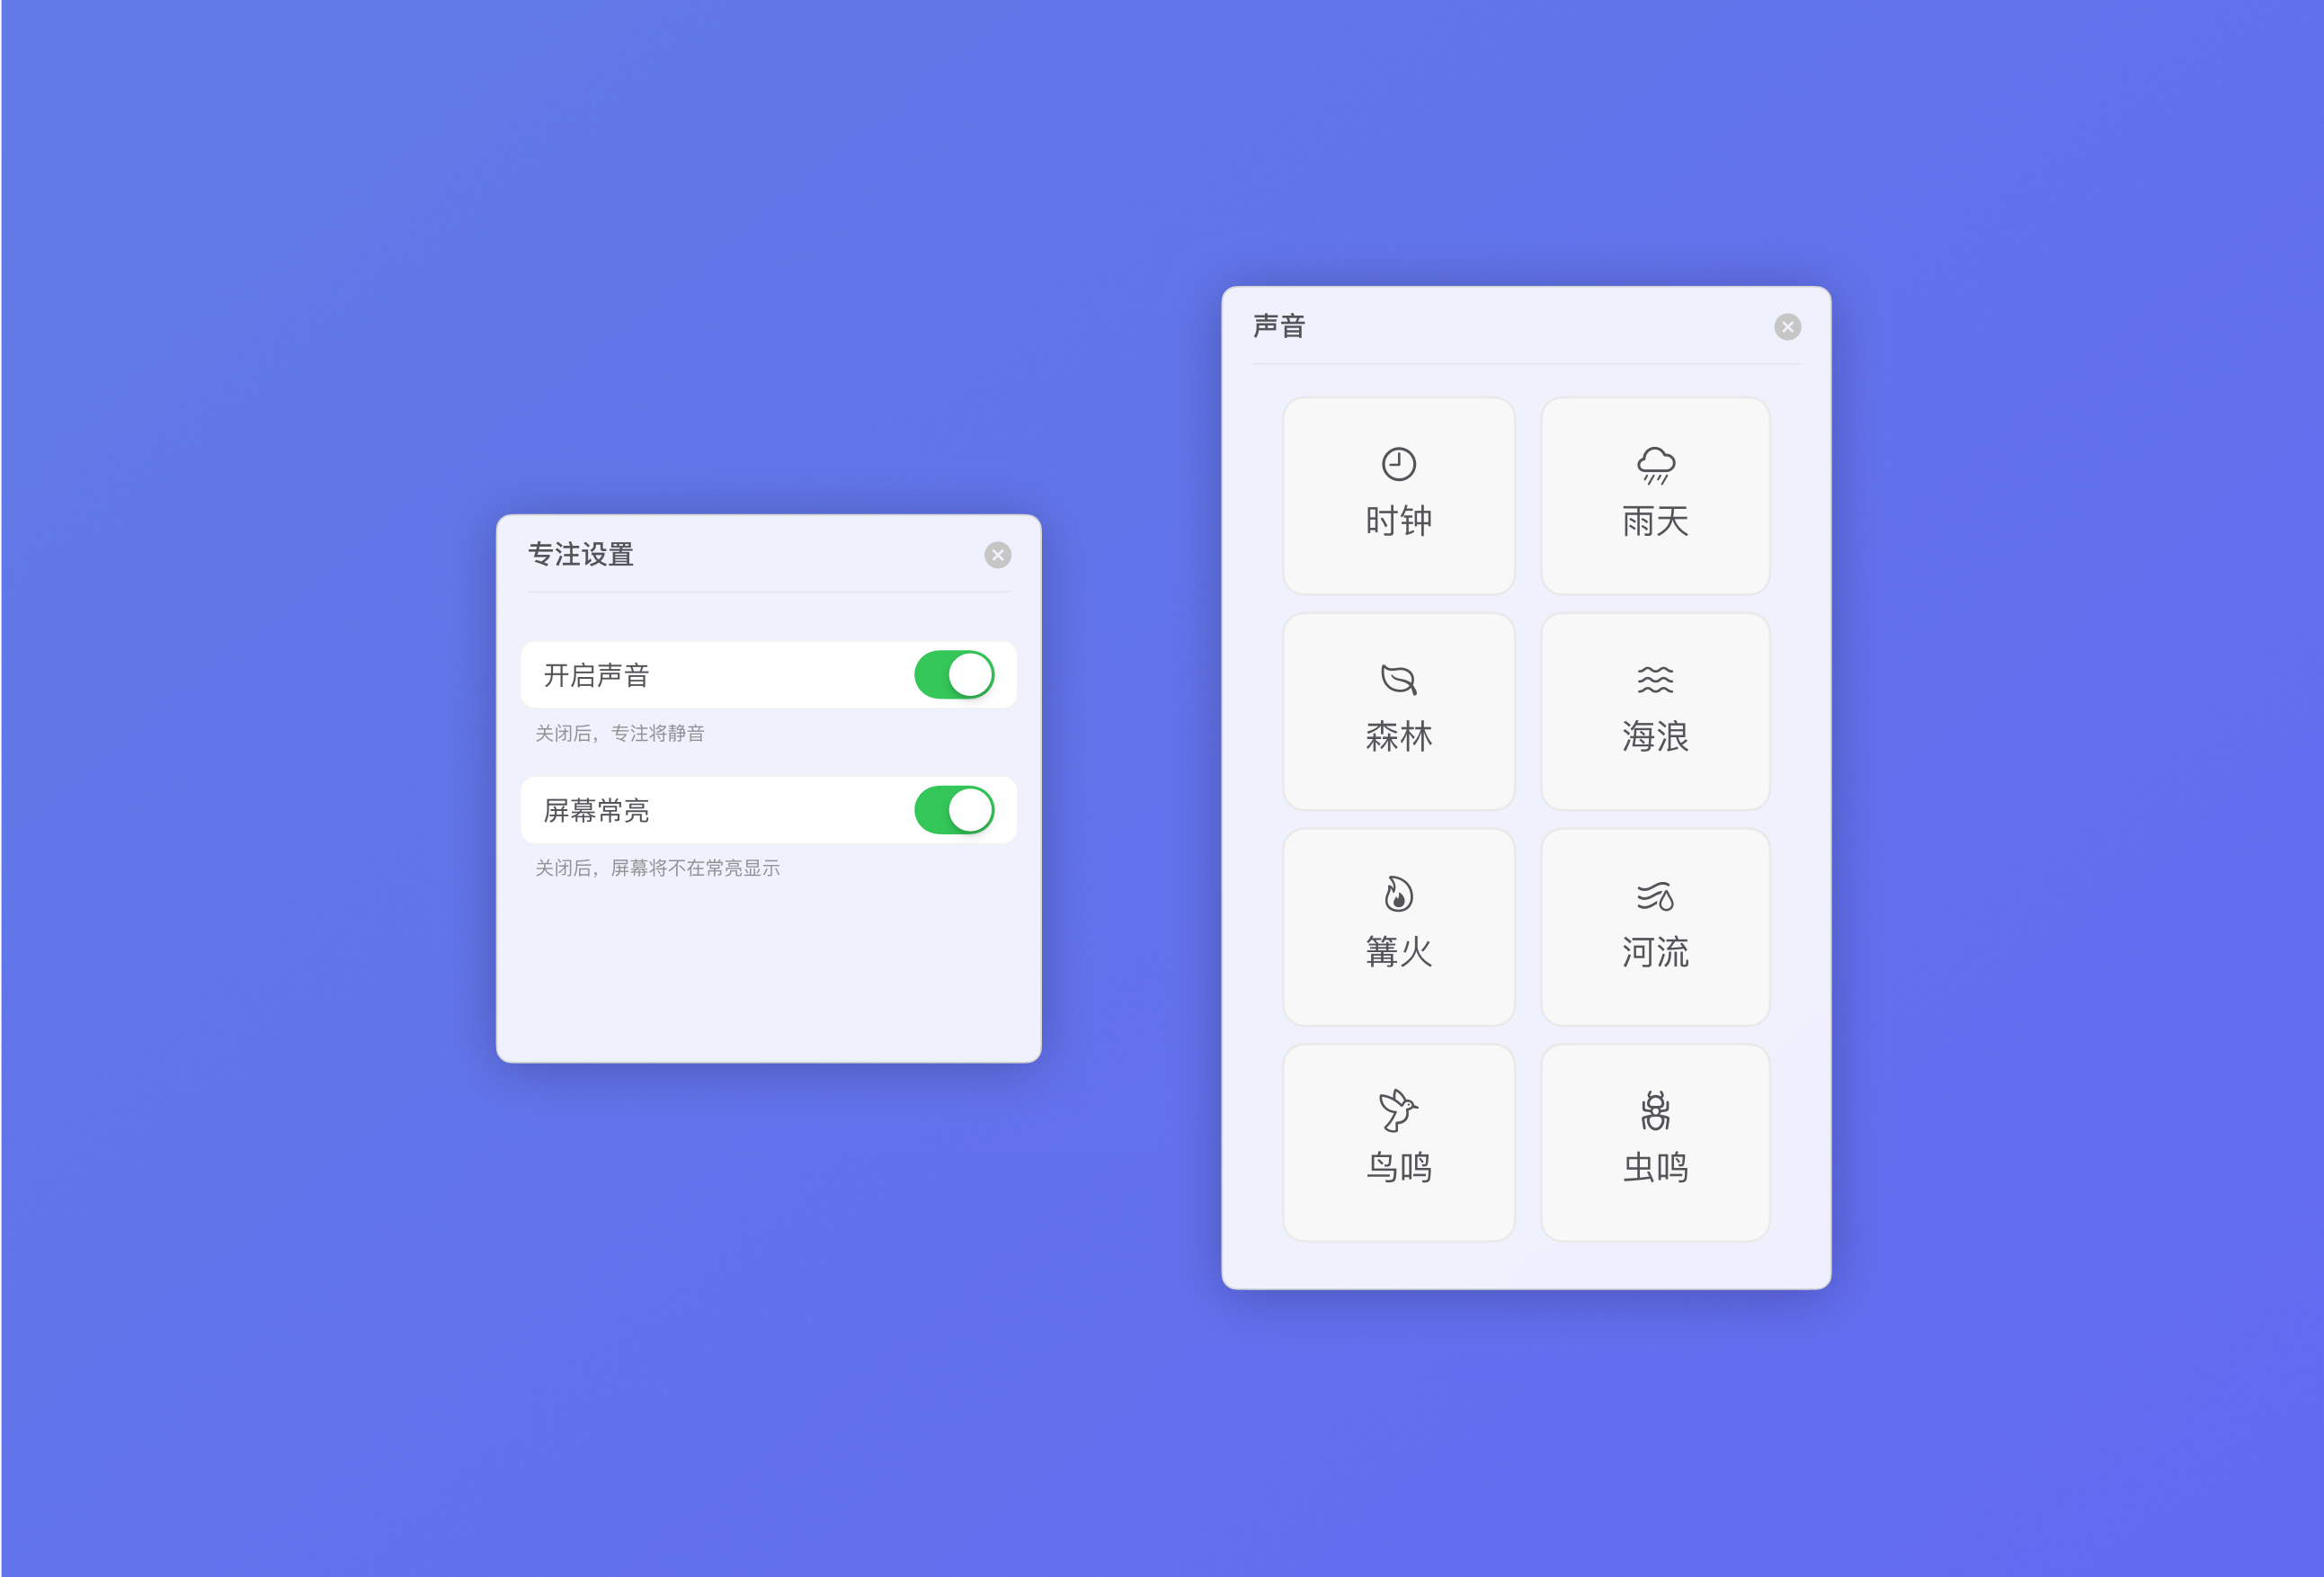 专注设置
开启声音
关闭后，专注将静音
屏幕常亮
关闭后，屏幕将不在常亮显示
声音
时钟
雨天
森林
海浪
篝火
河流
鸟鸣
虫鸣